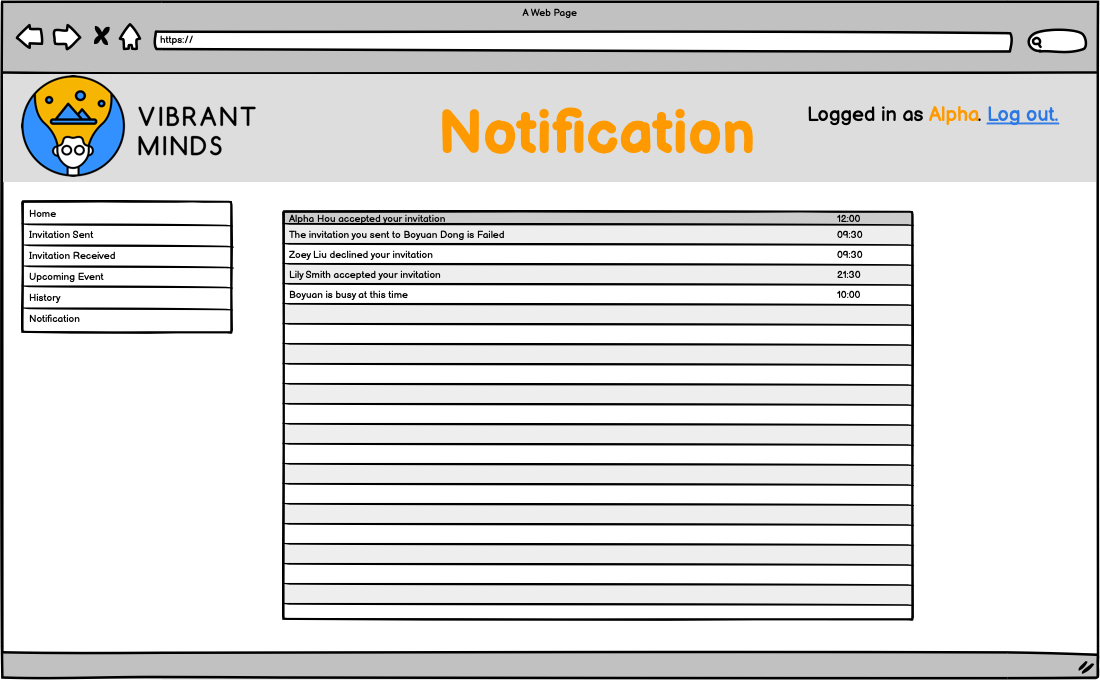 A Web Page
https://
VIBRANT
MINDS
Notification
Logged in as Alpha. Log out.
Home
Invitation Sent
Invitation Received
Upcoming Event
History
Notification
Alpha Hou accepted your invitation 12:00
The invitation you sent to Boyuan Dong is Failed 09:30
Zoey Liu declined your invitation 09:30
Lily Smith accepted your invitation 21:30
Boyuan is busy at this time 10:00